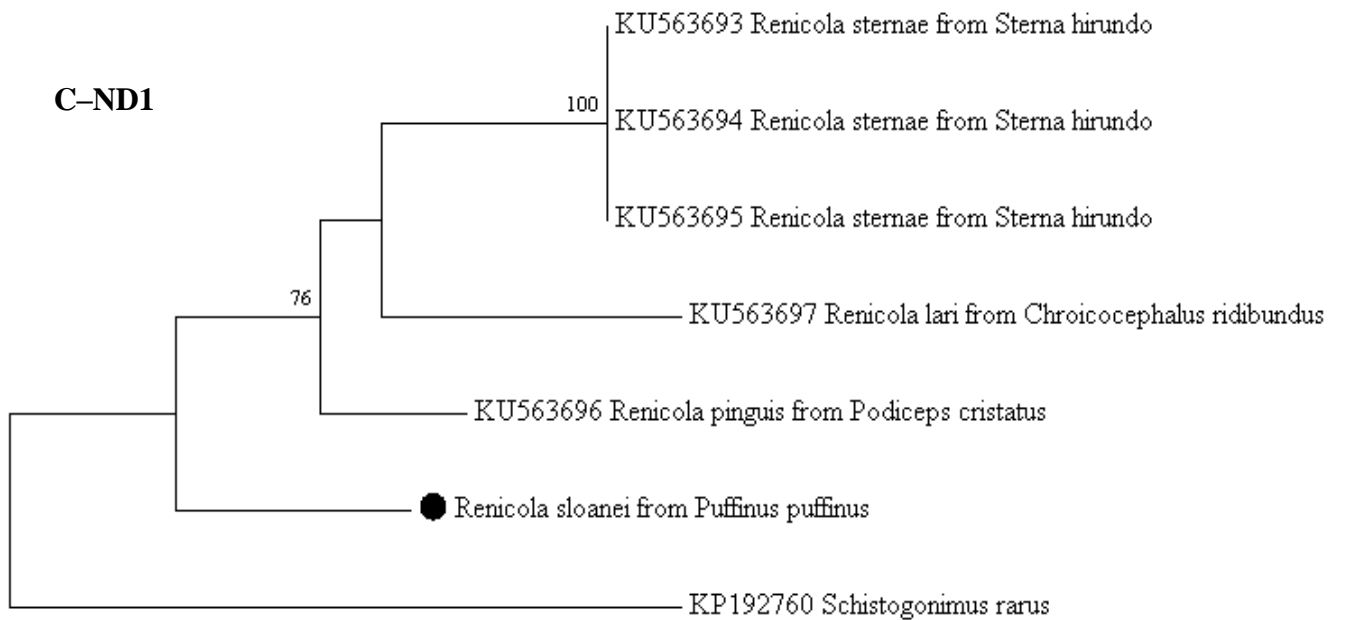 KU563693 Renicola sternae from Sterna hirundo
C–ND1
100
KU563694 Renicola sternae from Sterna hirundo
KU563695 Renicola sternae from Sterna hirundo
76
KU563697 Renicola lari from Chroicocephalus ridibundus
KU563696 Renicola pinguis from Podiceps cristatus
Renicola sloanei from Puffinus puffinus
KP192760 Schistogonimus rarus